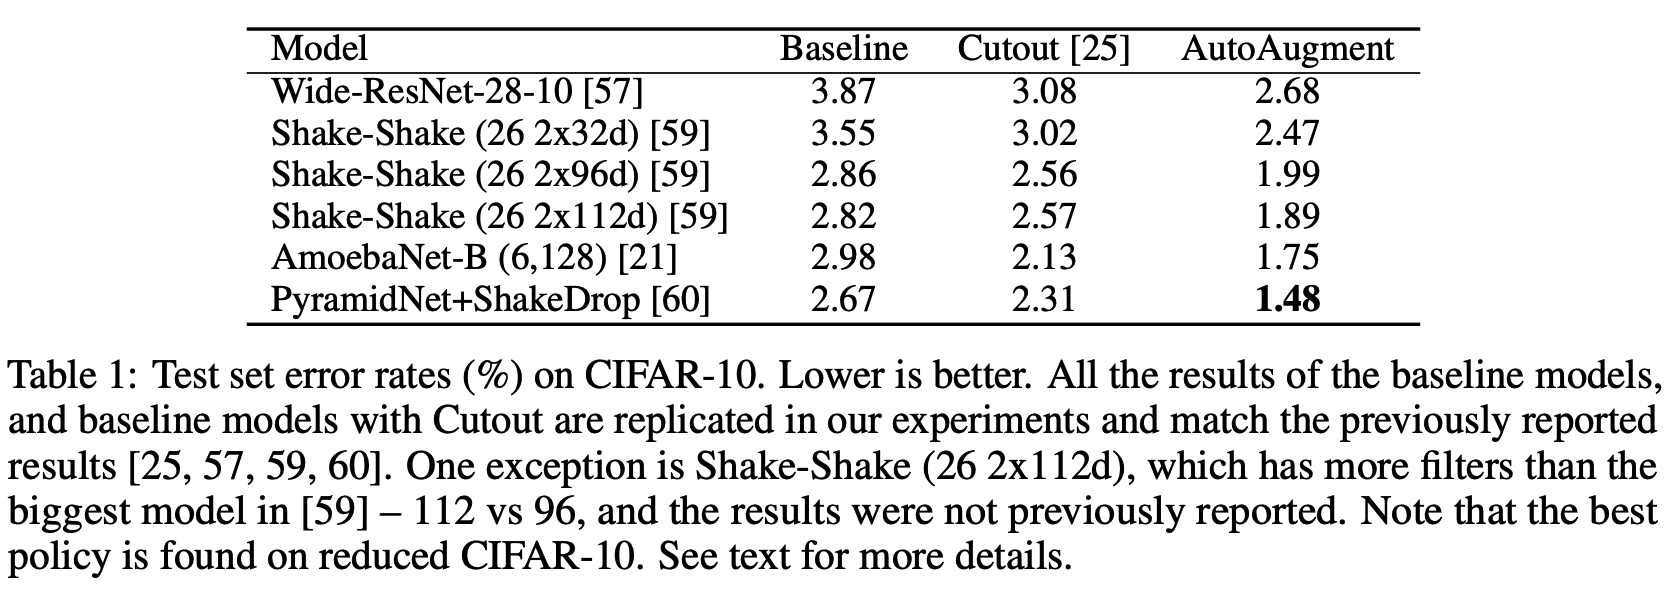 Model Baseline Cutout [25] AutoAugment
Wide-ResNet-28-10 [57] 3.87 3.08 2.68
Shake-Shake (26 2x32d) [59] 3.55 3.02 2.47
Shake-Shake (26 2x96d) [59] 2.86 2.56 1.99
Shake-Shake (26 2x112d) [59] 2.82 2.57 1.89
AmoebaNet-B (6,128) [21] 2.98 2.13 1.75
PyramidNet+ShakeDrop [60] 2.67 2.31 1.48
Table 1: Test set error rates (%) on CIFAR-10. Lower is better. All the results of the baseline models,
and baseline models with Cutout are replicated in our experiments and match the previously reported
results [25, 57, 59, 60]. One exception is Shake-Shake (26 2x112d), which has more filters than the
biggest model in [59] – 112 vs 96, and the results were not previously reported. Note that the best
policy is found on reduced CIFAR-10. See text for more details.